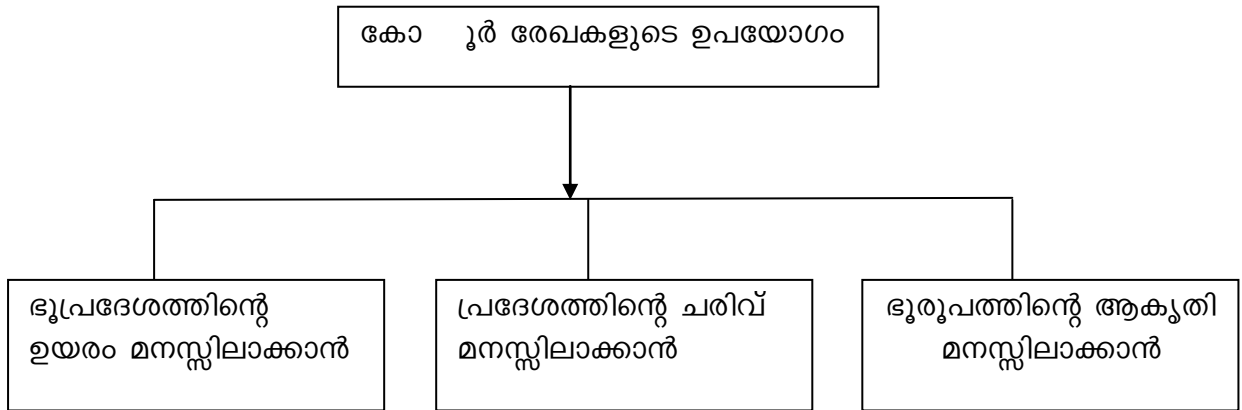 രേഖകളുടെ ഉപയോഗം
ഭൂപ്രദേശത്തിന്റെ
ഉയരം മനസ്സിലാക്കാൻ
പ്രദേശത്തിന്റെ ചരിവ്
മനസ്സിലാക്കാൻ
ഭൂരൂപത്തിന്റെ ആകൃതി
മനസ്സിലാക്കാൻ